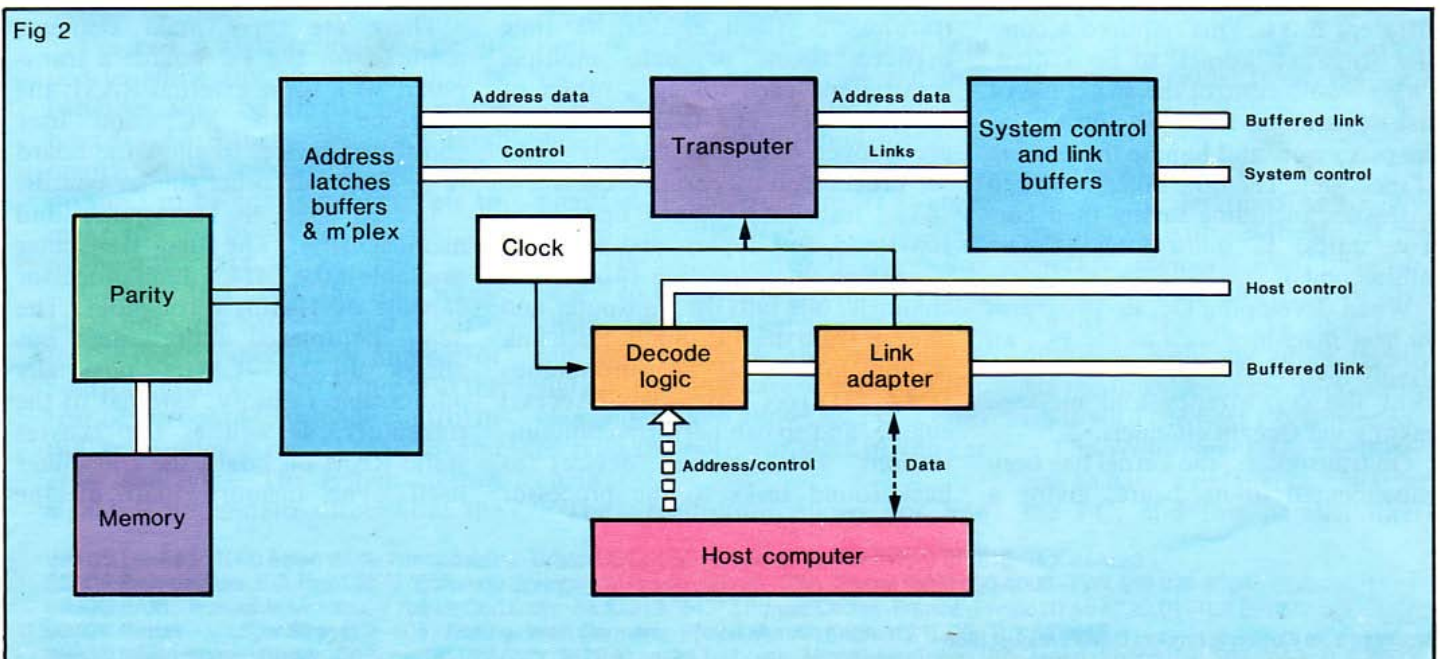 Fig 2
Address data
Control
Address data
Links
Transputer
System control
and link
buffers
Buffered link
System control
Address
latches
buffers
& m'plex
Parity
Memory
Clock
Host control
Decode
logic
Link
adapter
Buffered link
Address/control
Data
Host computer